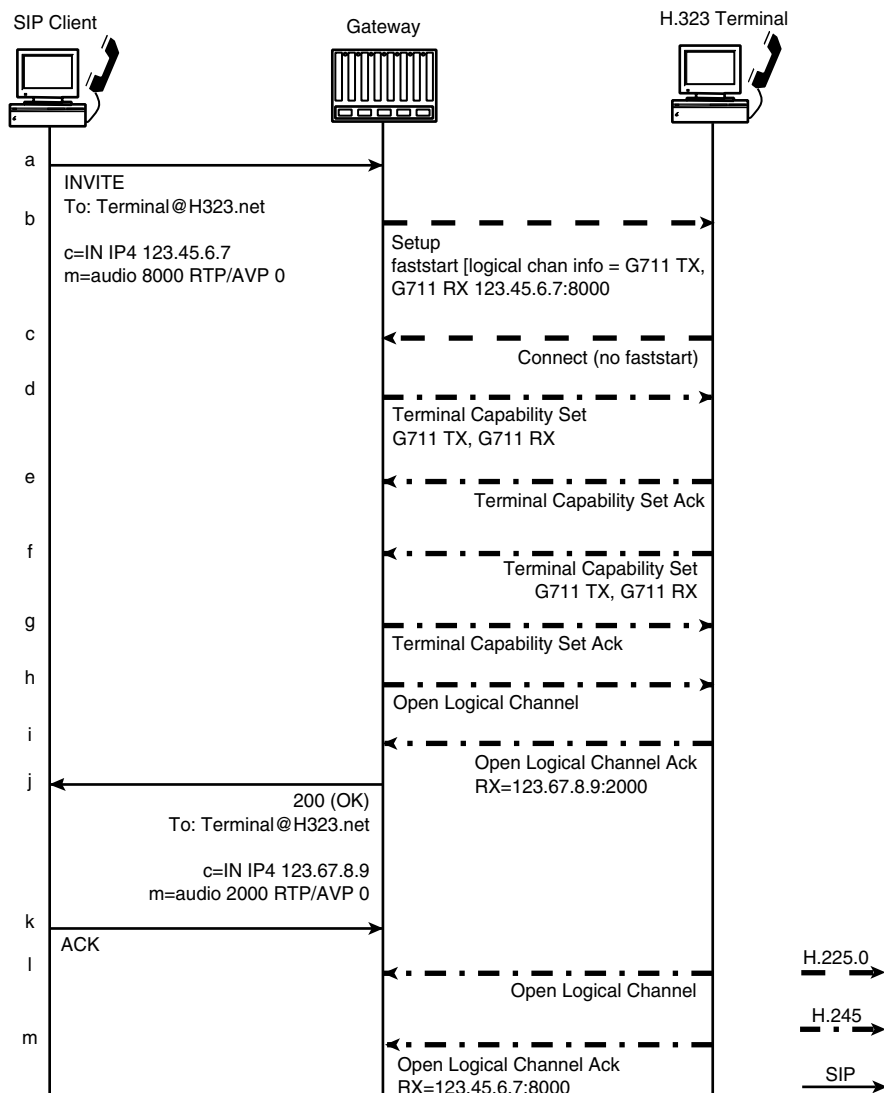 SIP Client
Gateway
H.323 Terminal
a
INVITE
To: Terminal@H323.net
c=IN IP4 123.45.6.7
m=audio 8000 RTP/AVP 0
b
Setup
faststart [logical chan info = G711 TX,
G711 RX 123.45.6.7:8000
c
Connect (no faststart)
d
Terminal Capability Set
G711 TX, G711 RX
e
Terminal Capability Set Ack
f
Terminal Capability Set
G711 TX, G711 RX
g
Terminal Capability Set Ack
h
Open Logical Channel
i
Open Logical Channel Ack
RX=123.67.8.9:2000
j
200 (OK)
To: Terminal@H323.net
c=IN IP4 123.67.8.9
m=audio 2000 RTP/AVP 0
k
ACK
l
Open Logical Channel
m
Open Logical Channel Ack
RX=123.45.6.7:8000
H.225.0
H.245
SIP